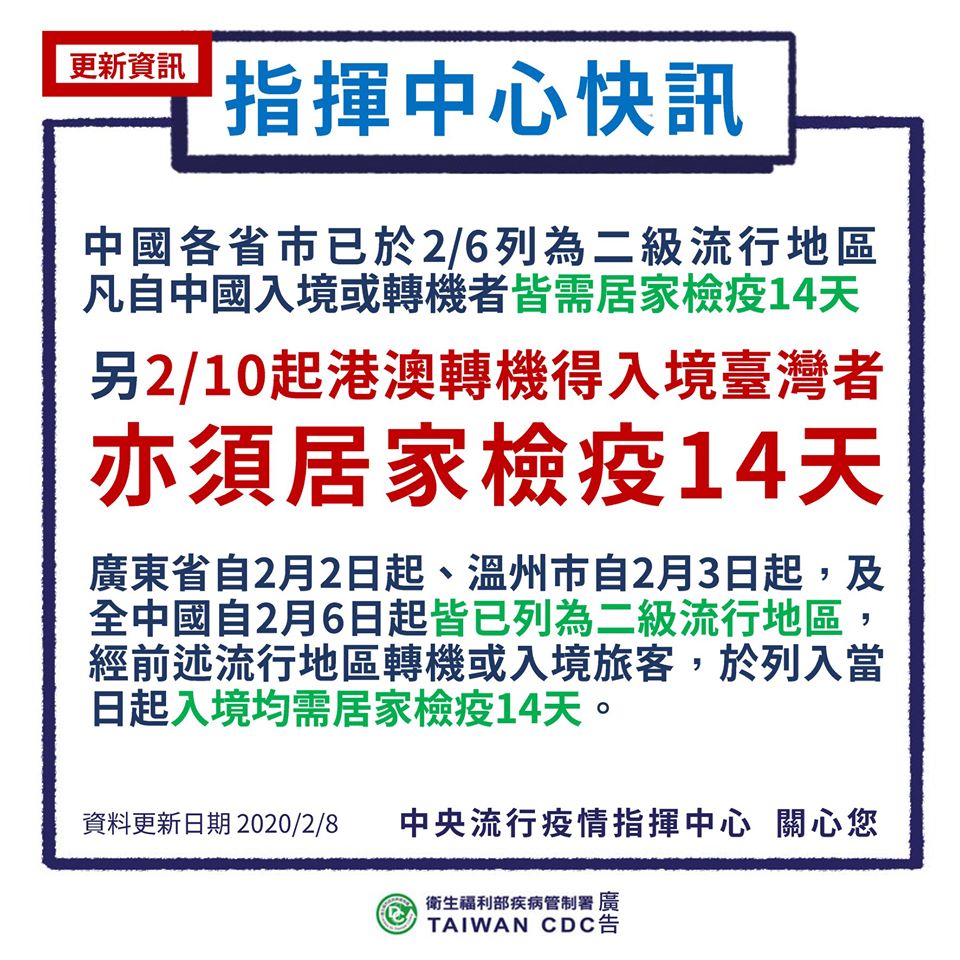 更新資訊
指揮中心快訊
中國各省市已於2/6列為二級流行地區
凡自中國入境或轉機者皆需居家檢疫14天
另2/10起港澳轉機得入境臺灣者
亦須居家檢疫14天
廣東省自2月2日起、溫州市自2月3日起，及
全中國自2月6日起皆已列為二級流行地區，
經前述流行地區轉機或入境旅客，於列入當
日起入境均需居家檢疫14天。
資料更新日期 2020/2/8 中央流行疫情指揮中心 關心您
衛生福利部疾病管制署
TAIWAN CDC
廣告